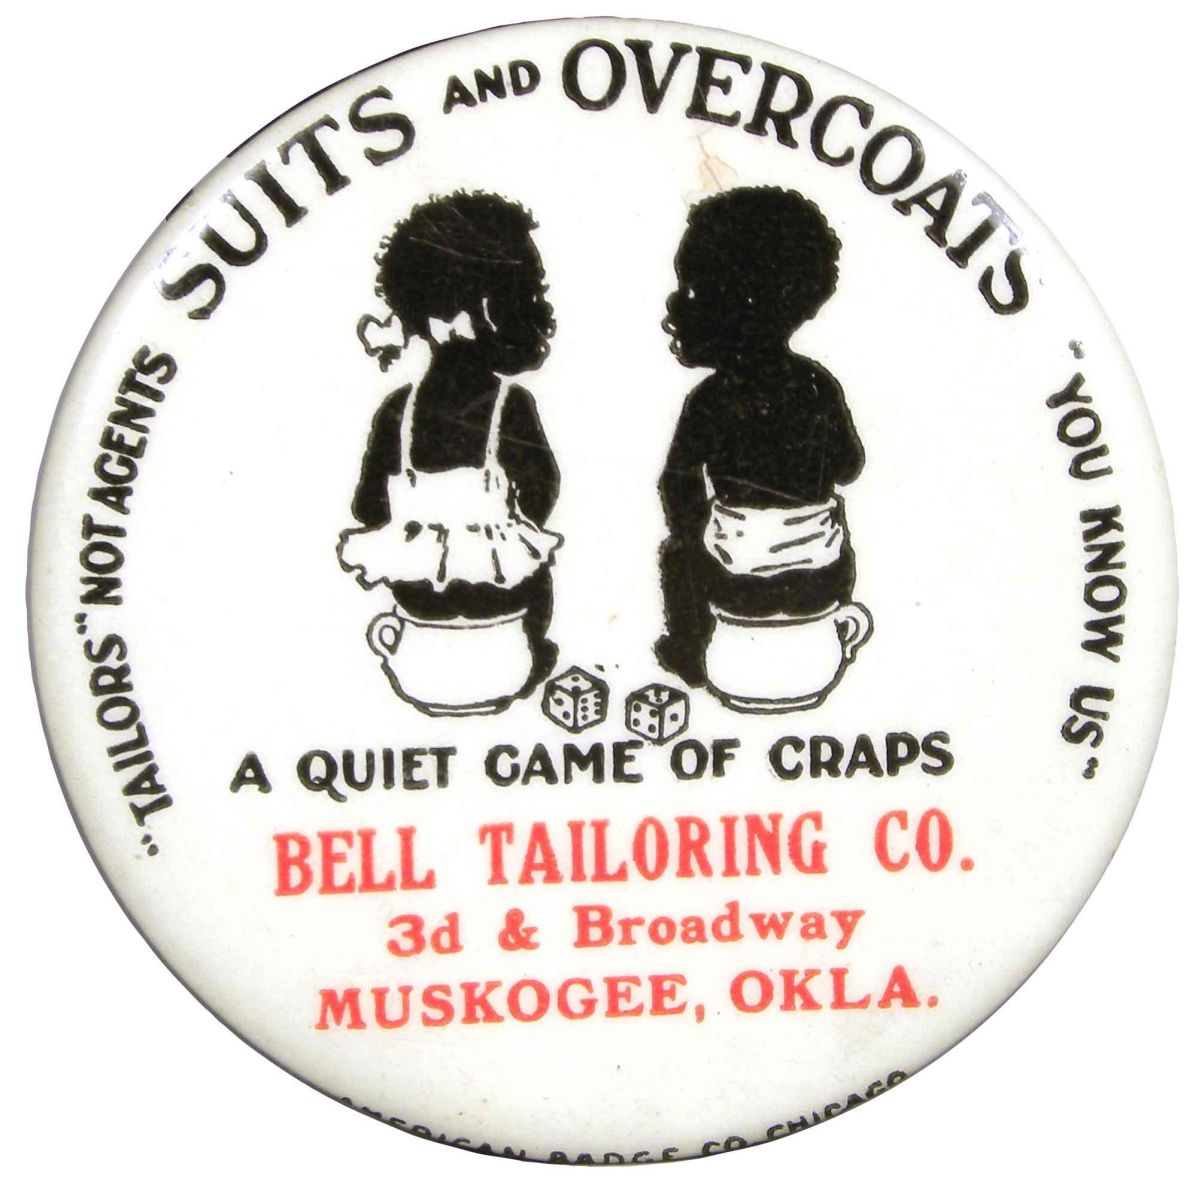 SUITS AND OVERCOATS
"TAILORS" NOT AGENTS
"YOU KNOW US"
A QUIET GAME OF CRAPS
BELL TAILORING CO.
3d & Broadway
MUSKOGEE, OKLA.
AMERICAN BADGE CO. CHICAGO